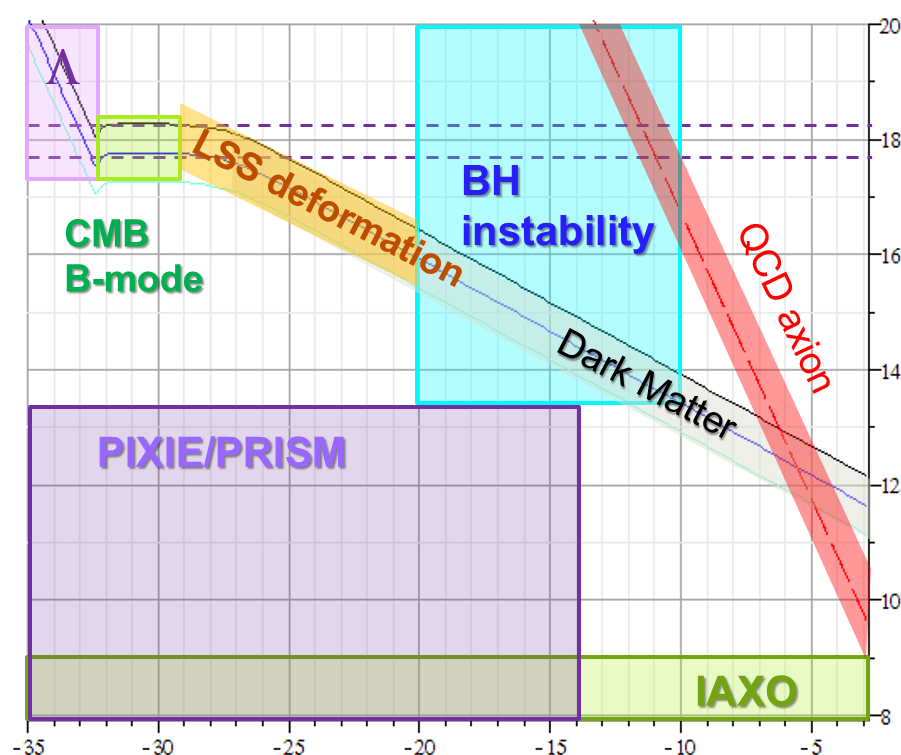 20
Λ
18
LSS deformation
BH
instability
CMB
B-mode
QCD axion
16
14
Dark Matter
PIXIE/PRISM
12
10
IAXO
8
-35 -30 -25 -20 -15 -10 -5